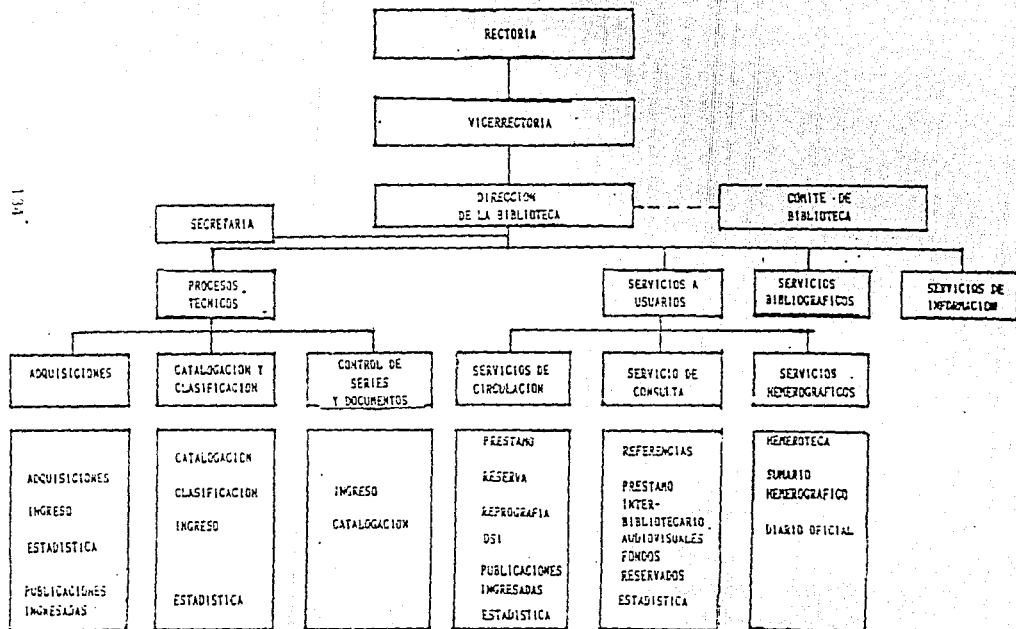 RECTORIA
VICERRECTORIA
134
DIRECCION
DE LA BIBLIOTECA
COMITE DE
BIBLIOTECA
SECRETARIA
PROCESOS
TECNICOS
SERVICIOS A
USUARIOS
SERVICIOS
BIBLIOGRAFICOS
SERVICIOS DE
INFORMACION
ADQUISICIONES
CATALOGACION Y
CLASIFICACION
CONTROL DE
SERIES
Y DOCUMENTOS
SERVICIOS DE
CIRCULACION
SERVICIO DE
CONSULTA
SERVICIOS
HEMEROGRAFICOS
ADQUISICIONES
INGRESO
ESTADISTICA
PUBLICACIONES
INGRESADAS
CATALOGACION
CLASIFICACION
INGRESO
ESTADISTICA
INGRESO
CATALOGACION
PRESTAMO
RESERVA
REPROGRAFIA
DSI
PUBLICACIONES
INGRESADAS
ESTADISTICA
REFERENCIAS
PRESTAMO
INTER-
BIBLIOTECARIO
AUDIOVISUALES
FONDOS
RESERVADOS
ESTADISTICA
HEMEROTECA
SUMARIO
HEMEROGRAFICO
DIARIO OFICIAL